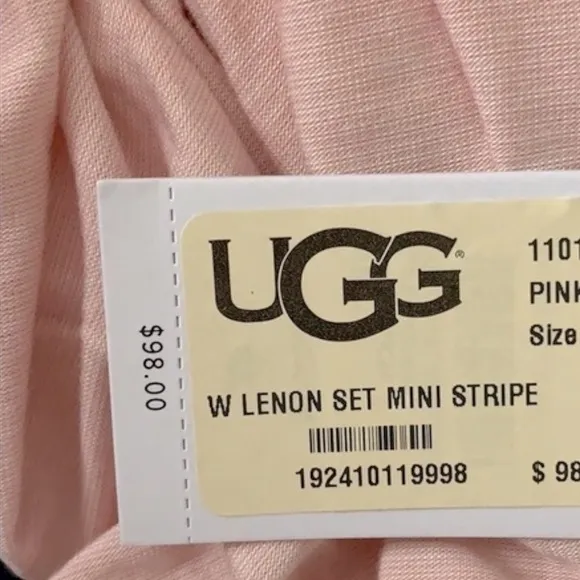 UGG®
1101
PINK
Size
W LENON SET MINI STRIPE
192410119998
$ 98
$98.00